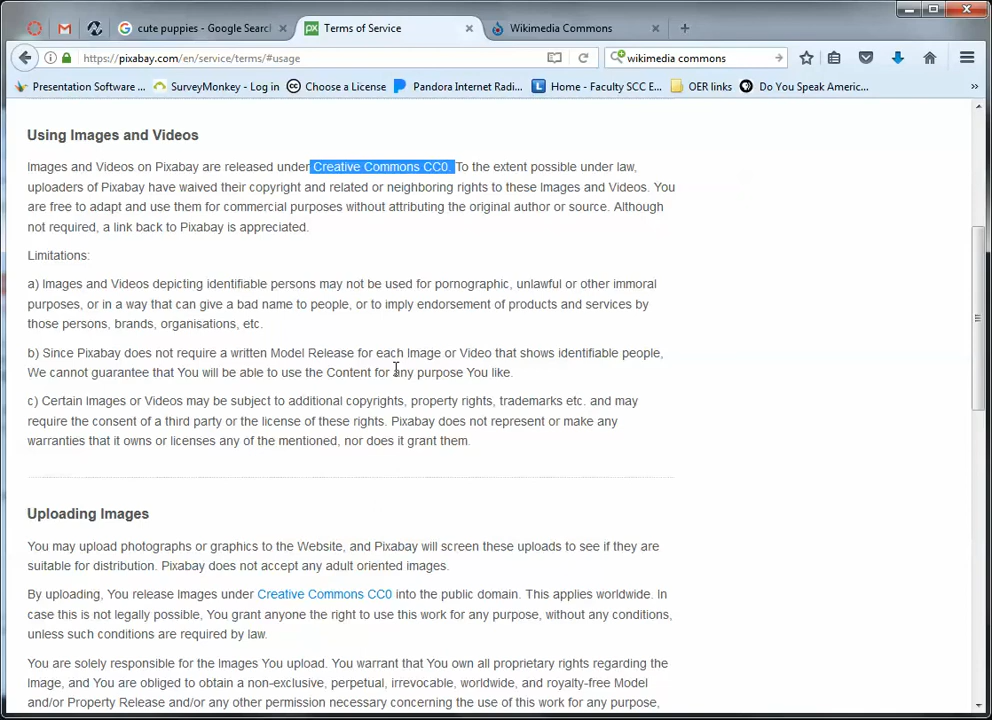 cute puppies - Google Search
Terms of Service
Wikimedia Commons
https://pixabay.com/en/service/terms/#usage
wikimedia commons
Presentation Software ...
SurveyMonkey - Log in
Choose a License
Pandora Internet Radi...
Home - Faculty SCC E...
OER links
Do You Speak Americ...
Using Images and Videos
Images and Videos on Pixabay are released under Creative Commons CC0. To the extent possible under law,
uploaders of Pixabay have waived their copyright and related or neighboring rights to these Images and Videos. You
are free to adapt and use them for commercial purposes without attributing the original author or source. Although
not required, a link back to Pixabay is appreciated.
Limitations:
a) Images and Videos depicting identifiable persons may not be used for pornographic, unlawful or other immoral
purposes, or in a way that can give a bad name to people, or to imply endorsement of products and services by
those persons, brands, organisations, etc.
b) Since Pixabay does not require a written Model Release for each Image or Video that shows identifiable people,
We cannot guarantee that You will be able to use the Content for any purpose You like.
c) Certain Images or Videos may be subject to additional copyrights, property rights, trademarks etc. and may
require the consent of a third party or the license of these rights. Pixabay does not represent or make any
warranties that it owns or licenses any of the mentioned, nor does it grant them.
Uploading Images
You may upload photographs or graphics to the Website, and Pixabay will screen these uploads to see if they are
suitable for distribution. Pixabay does not accept any adult oriented images.
By uploading, You release Images under Creative Commons CC0 into the public domain. This applies worldwide. In
case this is not legally possible, You grant anyone the right to use this work for any purpose, without any conditions,
unless such conditions are required by law.
You are solely responsible for the Images You upload. You warrant that You own all proprietary rights regarding the
Image, and You are obliged to obtain a non-exclusive, perpetual, irrevocable, worldwide, and royalty-free Model
and/or Property Release and/or any other permission necessary concerning the use of this work for any purpose,